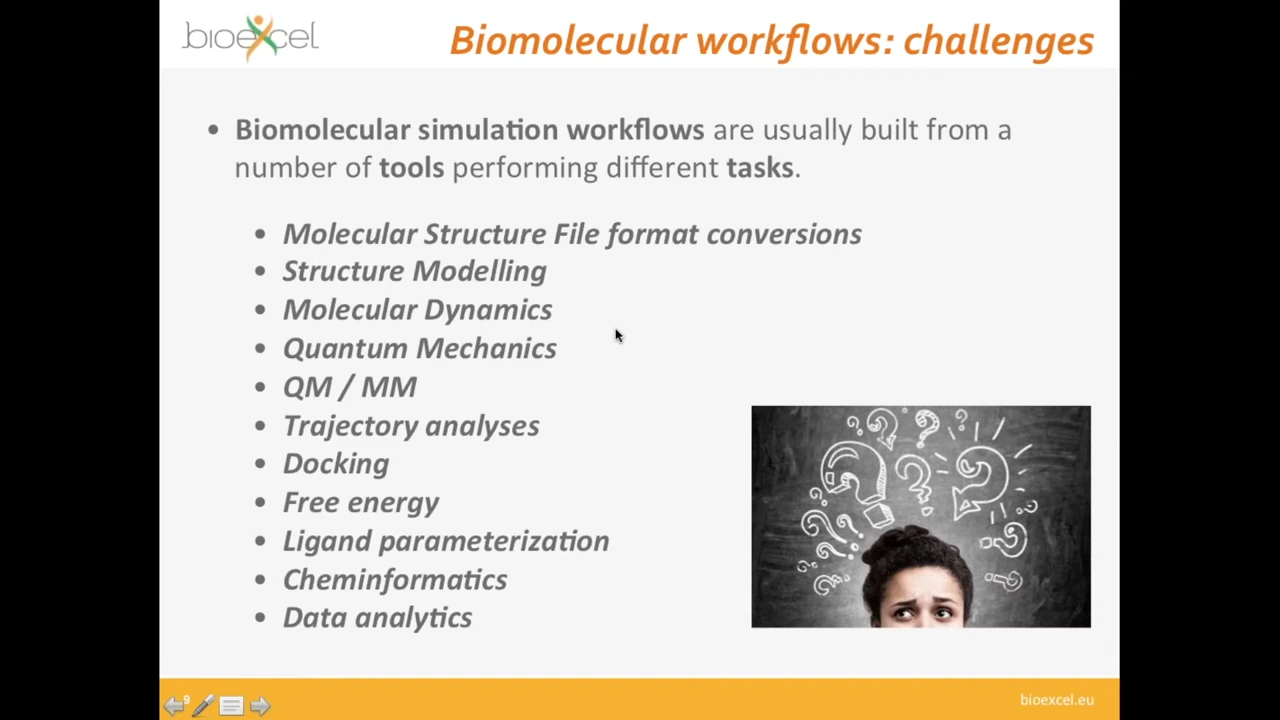 bioexcel
Biomolecular workflows: challenges
• Biomolecular simulation workflows are usually built from a
number of tools performing different tasks.
• Molecular Structure File format conversions
• Structure Modelling
• Molecular Dynamics
• Quantum Mechanics
• QM / MM
• Trajectory analyses
• Docking
• Free energy
• Ligand parameterization
• Cheminformatics
• Data analytics
9
bioexcel.eu